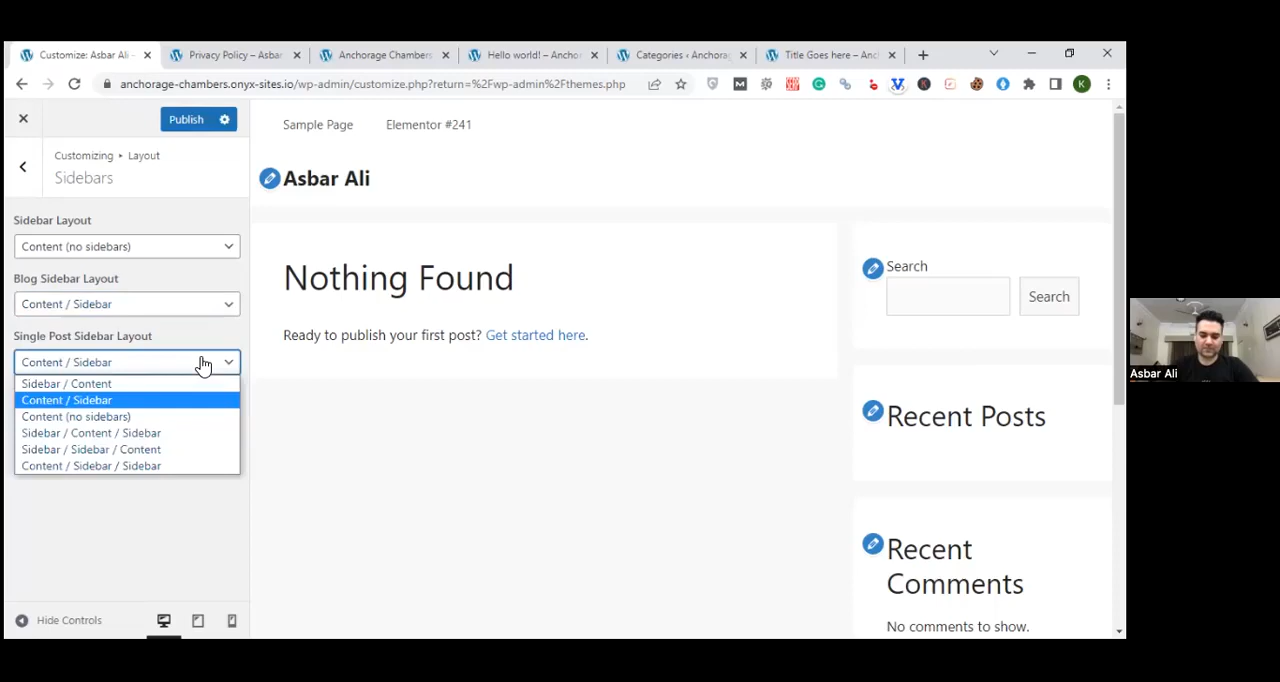 Customize: Asbar Ali –
Privacy Policy – Asbar
Anchorage Chambers
Hello world! – Ancho
Categories ‹ Anchorag
Title Goes here – Anc
anchorage-chambers.onyx-sites.io/wp-admin/customize.php?return=%2Fwp-admin%2Fthemes.php
K
Publish
Customizing ▸ Layout
Sidebars
Sidebar Layout
Content (no sidebars)
Blog Sidebar Layout
Content / Sidebar
Single Post Sidebar Layout
Content / Sidebar
Sidebar / Content
Content / Sidebar
Content (no sidebars)
Sidebar / Content / Sidebar
Sidebar / Sidebar / Content
Content / Sidebar / Sidebar
Hide Controls
Sample Page
Elementor #241
Asbar Ali
Nothing Found
Ready to publish your first post? Get started here.
Search
Search
Recent Posts
Recent
Comments
No comments to show.
Asbar Ali